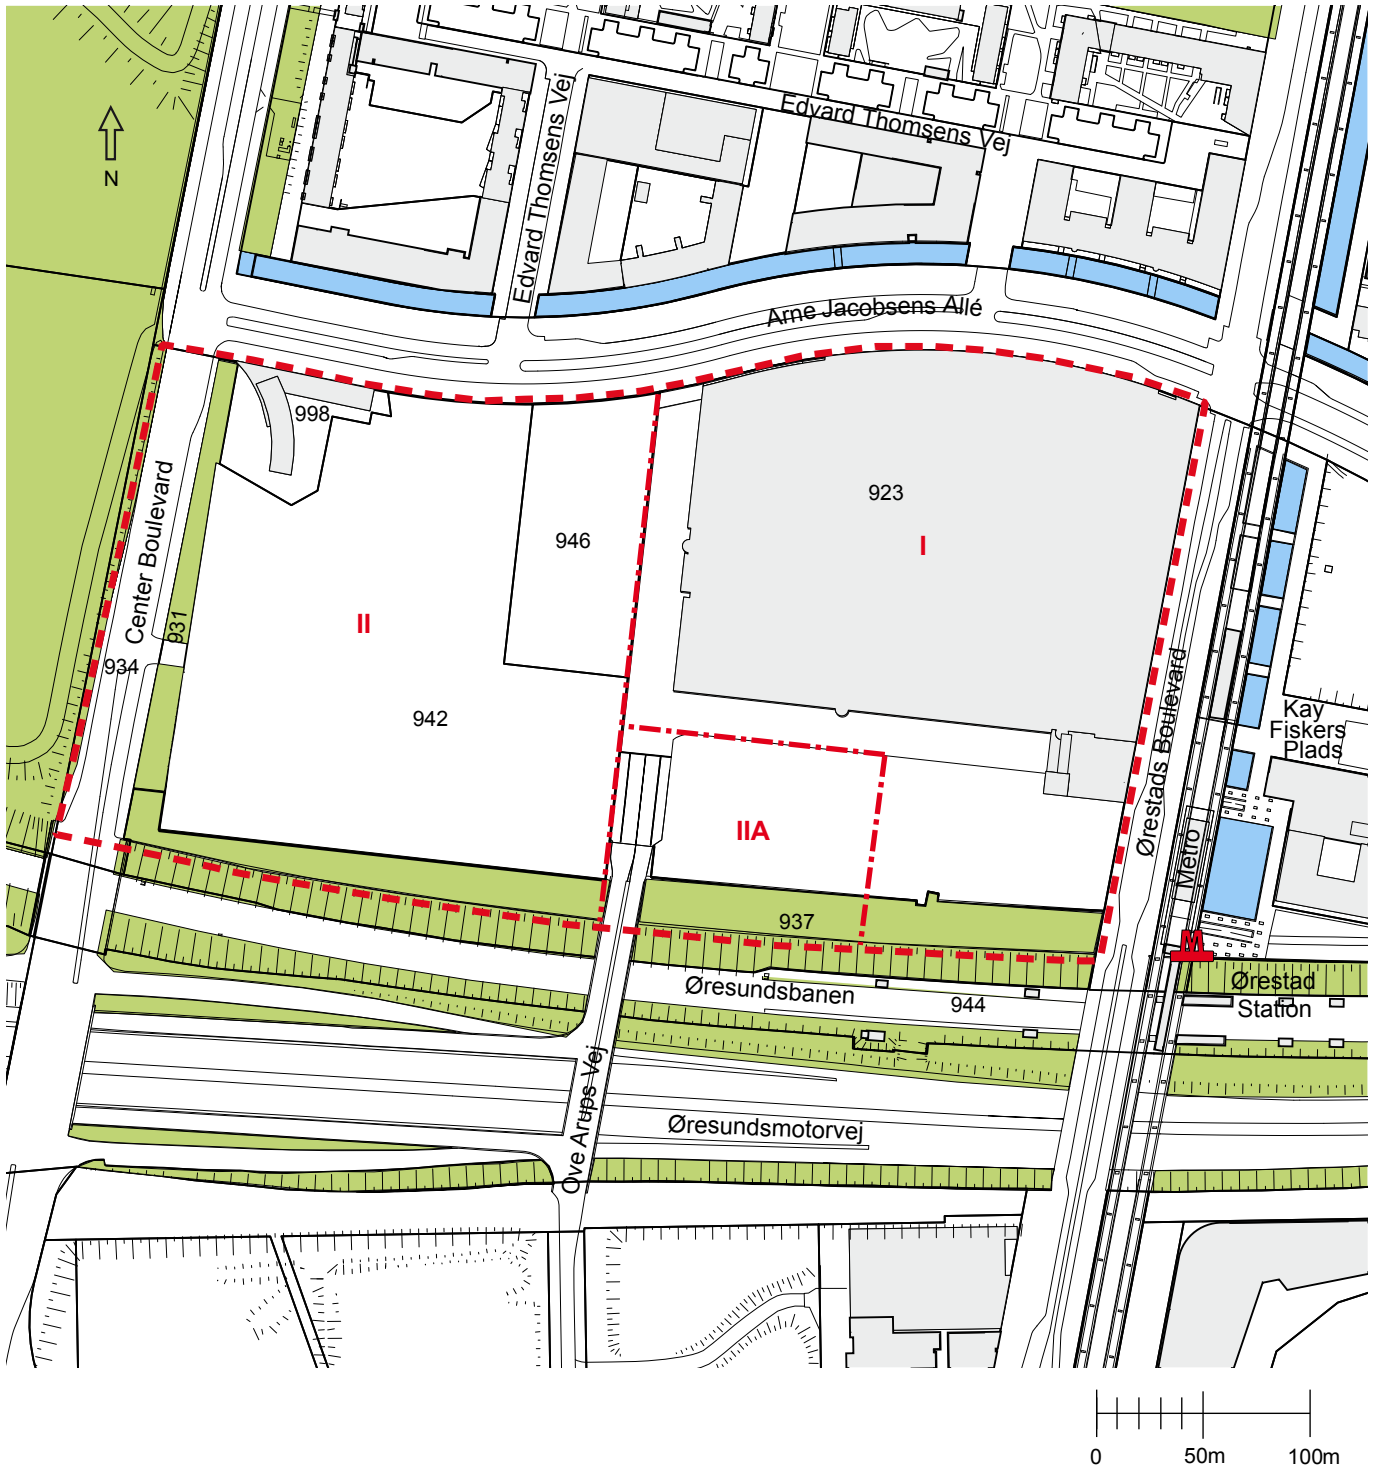 Edvard Thomsens Vej
Edvard Thomsens Vej
N
Arne Jacobsens Allé
998
923
946
I
Center Boulevard
II
931
934
942
Kay
Fiskers
Plads
Ørestads Boulevard
IIA
Metro
937
M
Øresundsbanen
944
Ørestad
Station
Ove Arups Vej
Øresundsmotorvej
0
50m
100m